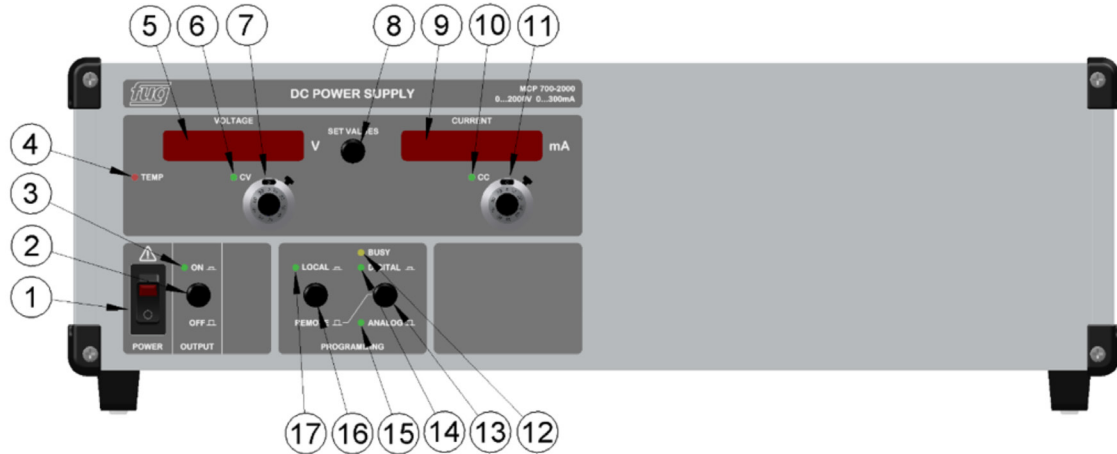 5 6 7 8 9 10 11
fug DC POWER SUPPLY MCP 700-2000
0...2000V 0...300mA
VOLTAGE CURRENT
SET VALUES
V mA
4 TEMP CV CC
3 BUSY
ON LOCAL DIGITAL
2
1
OFF REMOTE ANALOG
POWER OUTPUT PROGRAMING
17 16 15 14 13 12